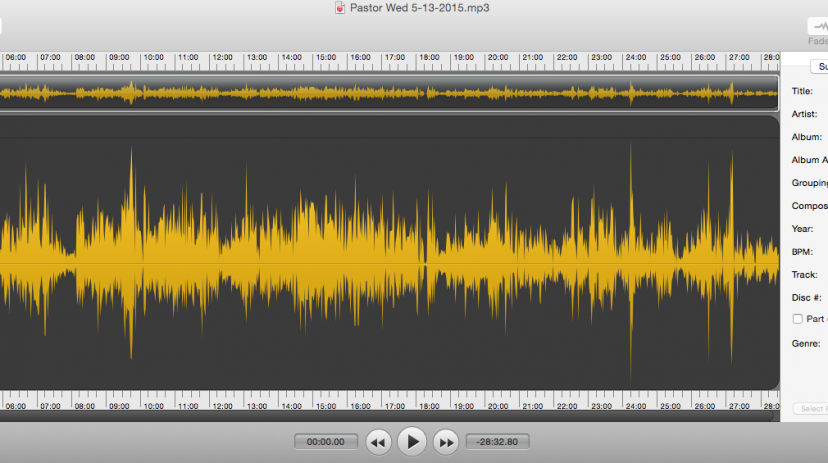 Pastor Wed 5-13-2015.mp3
06:00 07:00 08:00 09:00 10:00 11:00 12:00 13:00 14:00 15:00 16:00 17:00 18:00 19:00 20:00 21:00 22:00 23:00 24:00 25:00 26:00 27:00 28:0
Title:
Artist:
Album:
Album A
Grouping
Compos
Year:
BPM:
Track:
Disc #:
Part
Genre:
06:00 07:00 08:00 09:00 10:00 11:00 12:00 13:00 14:00 15:00 16:00 17:00 18:00 19:00 20:00 21:00 22:00 23:00 24:00 25:00 26:00 27:00 28:0
Select
00:00.00 -28:32.80